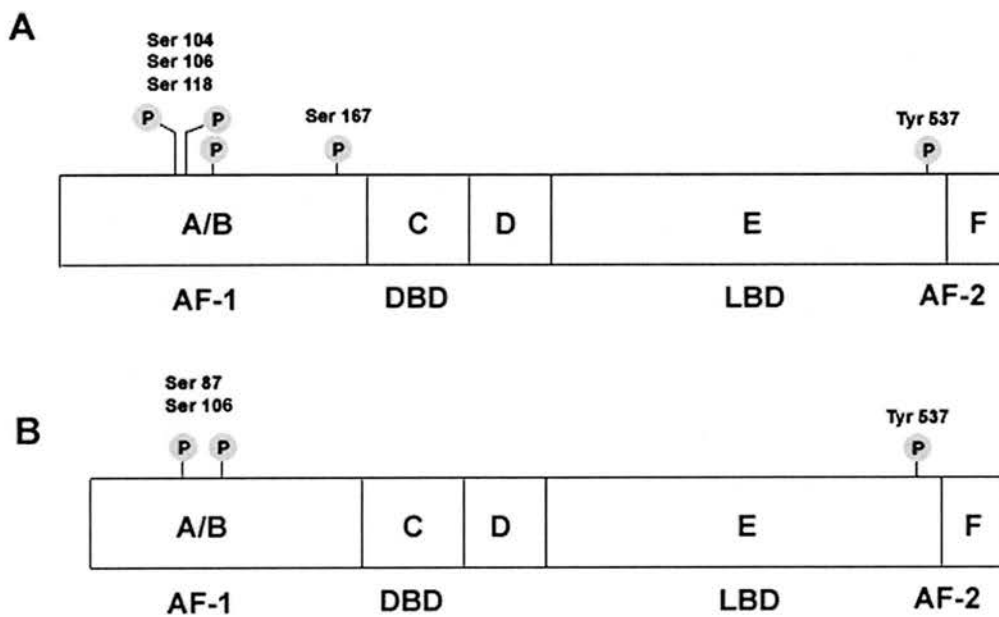 A
Ser 104
Ser 106
Ser 118
P P
P
Ser 167
P
Tyr 537
P
A/B C D E F
AF-1 DBD LBD AF-2
B
Ser 87
Ser 106
P P
Tyr 537
P
A/B C D E F
AF-1 DBD LBD AF-2